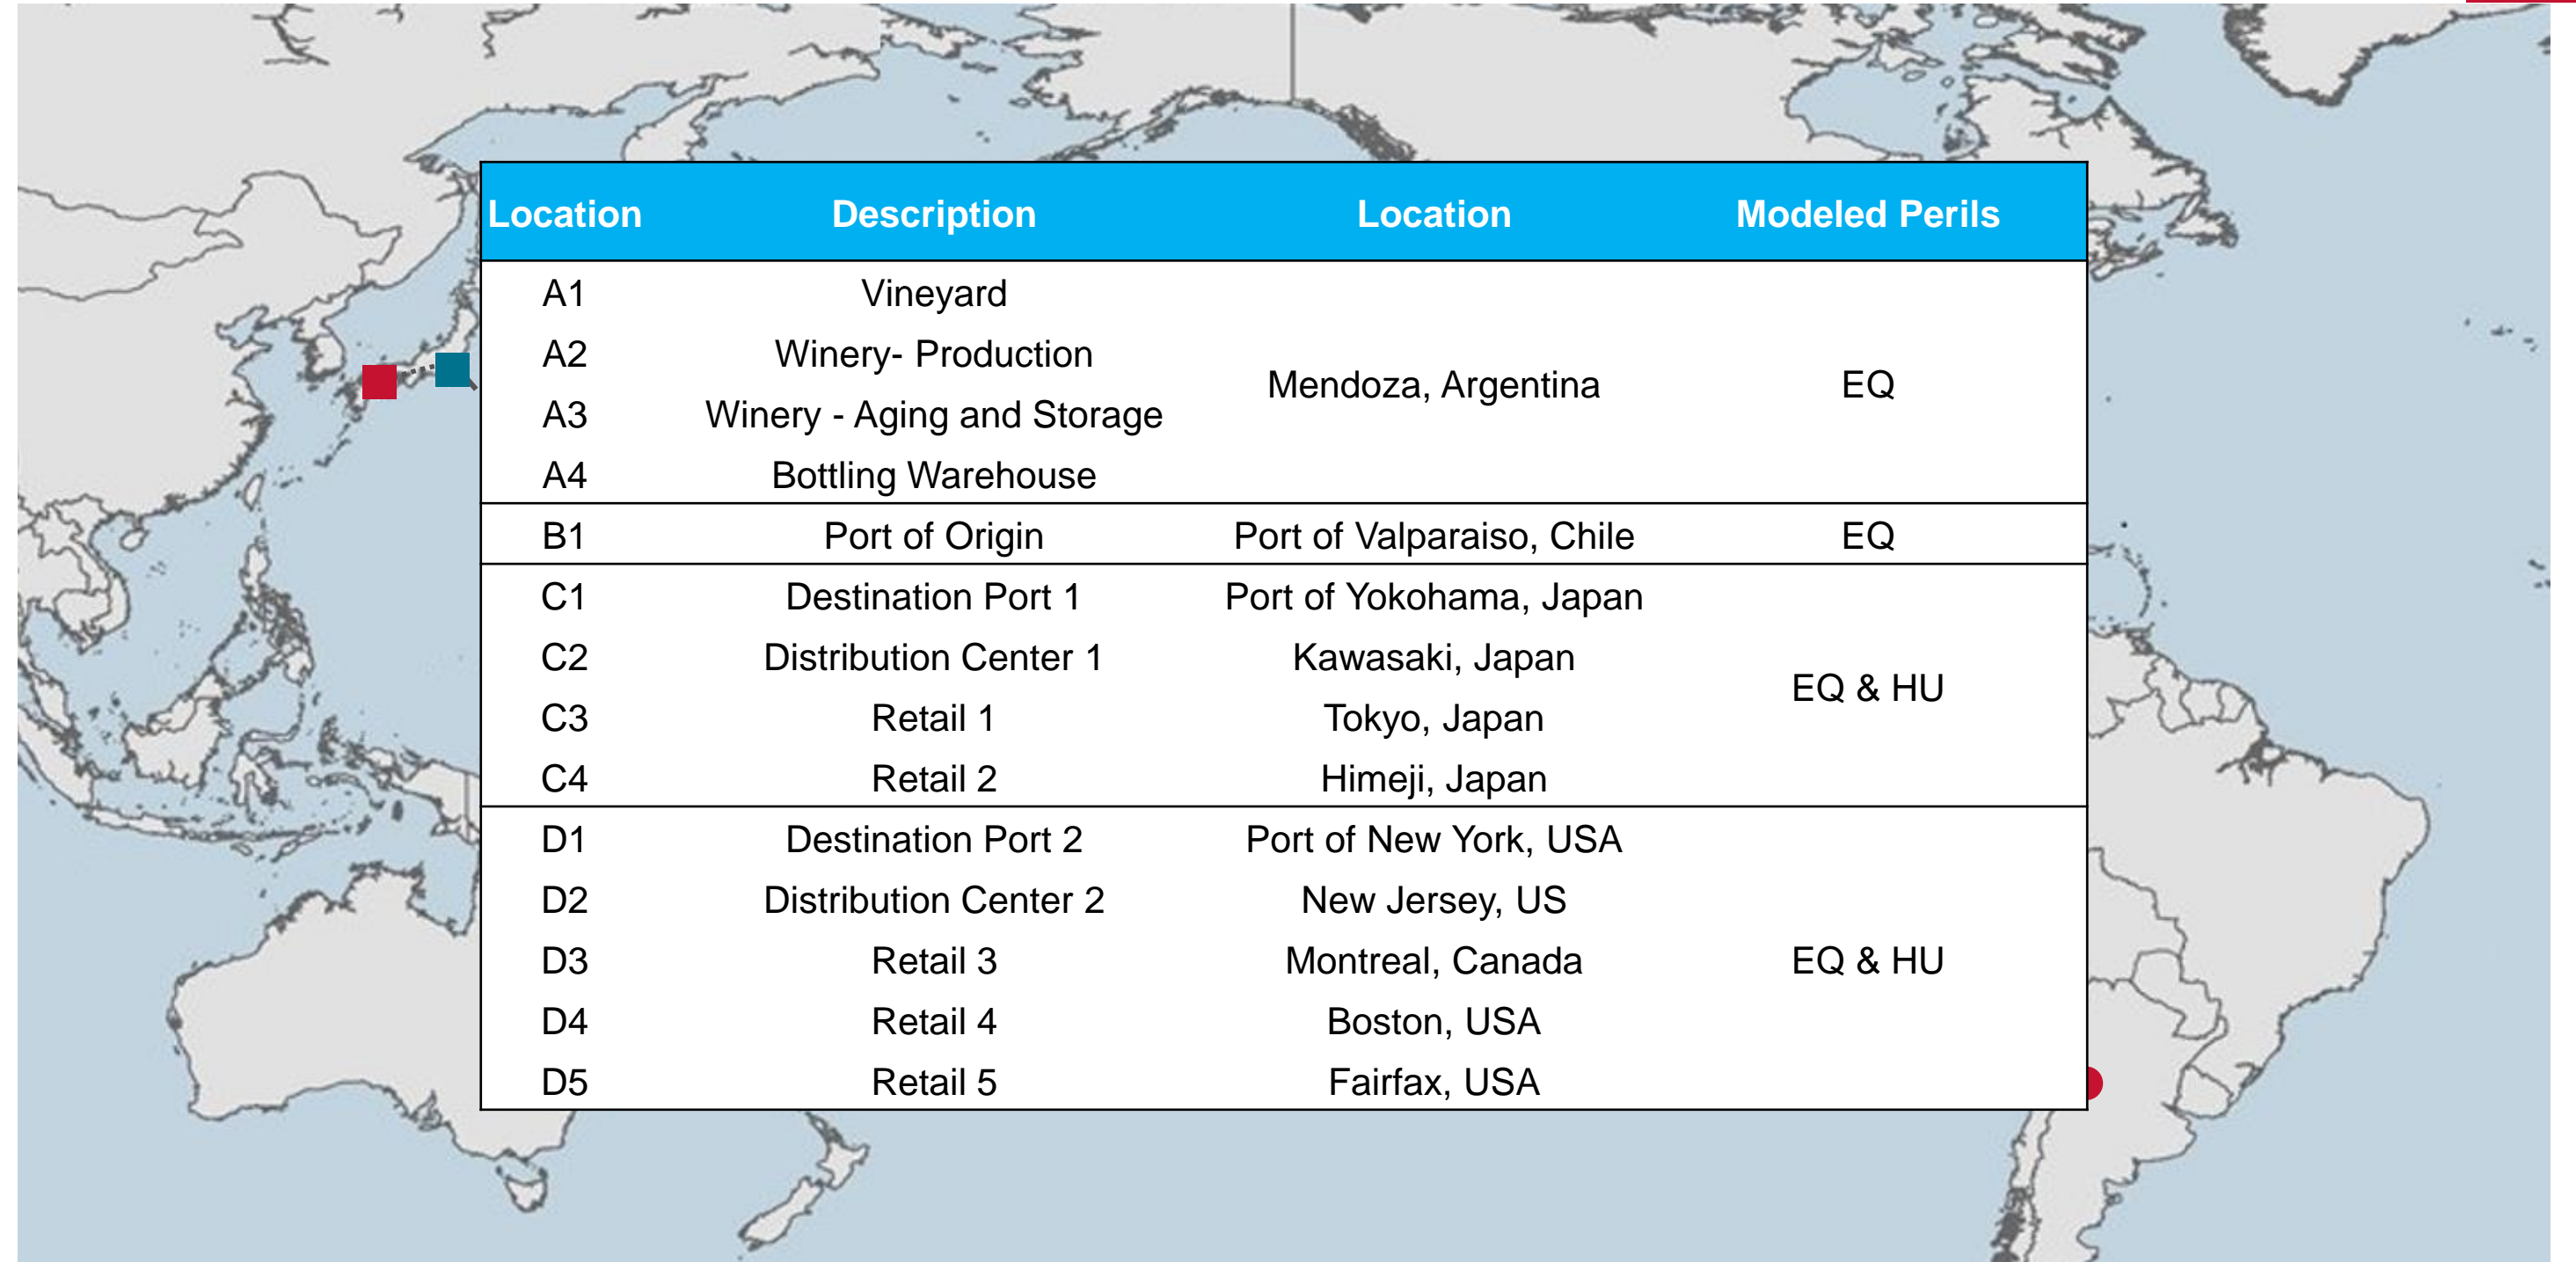 Location Description Location Modeled Perils
A1 Vineyard
A2 Winery- Production
Mendoza, Argentina EQ
A3 Winery - Aging and Storage
A4 Bottling Warehouse
B1 Port of Origin Port of Valparaiso, Chile EQ
C1 Destination Port 1 Port of Yokohama, Japan
C2 Distribution Center 1 Kawasaki, Japan
EQ & HU
C3 Retail 1 Tokyo, Japan
C4 Retail 2 Himeji, Japan
D1 Destination Port 2 Port of New York, USA
D2 Distribution Center 2 New Jersey, US
D3 Retail 3 Montreal, Canada EQ & HU
D4 Retail 4 Boston, USA
D5 Retail 5 Fairfax, USA